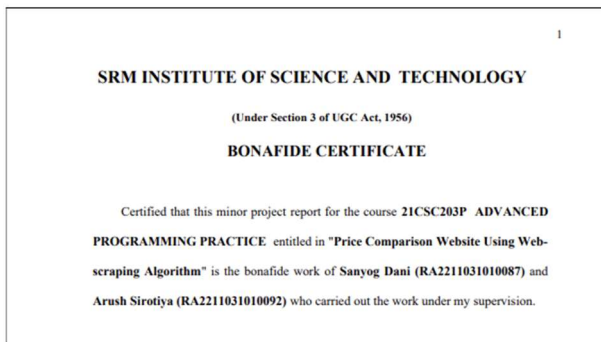 1
SRM INSTITUTE OF SCIENCE AND TECHNOLOGY
(Under Section 3 of UGC Act, 1956)
BONAFIDE CERTIFICATE
Certified that this minor project report for the course 21CSC203P ADVANCED
PROGRAMMING PRACTICE entitled in "Price Comparison Website Using Web-
scraping Algorithm" is the bonafide work of Sanyog Dani (RA2211031010087) and
Arush Sirotiya (RA2211031010092) who carried out the work under my supervision.